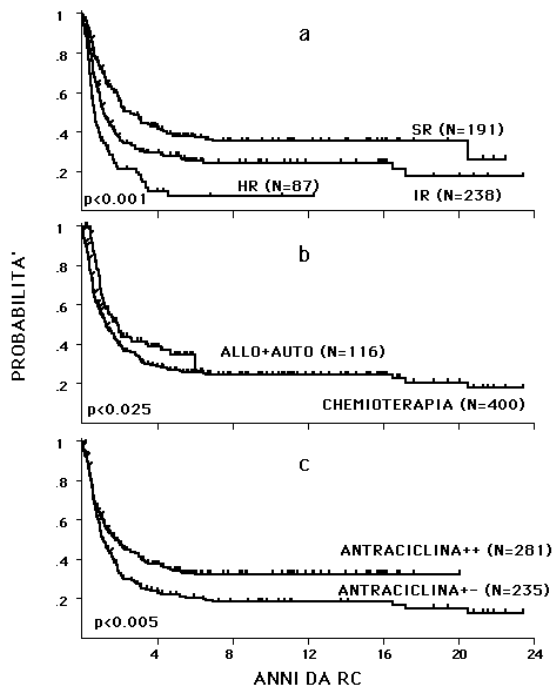 PROBABILITA'
1
.8
.6
.4
.2
a
SR (N=191)
HR (N=87)
IR (N=238)
p<0.001
1
.8
.6
.4
.2
b
ALLO+AUTO (N=116)
CHEMIOTERAPIA (N=400)
p<0.025
1
.8
.6
.4
.2
c
ANTRACICLINA++ (N=281)
ANTRACICLINA+- (N=235)
p<0.005
4 8 12 16 20 24
ANNI DA RC